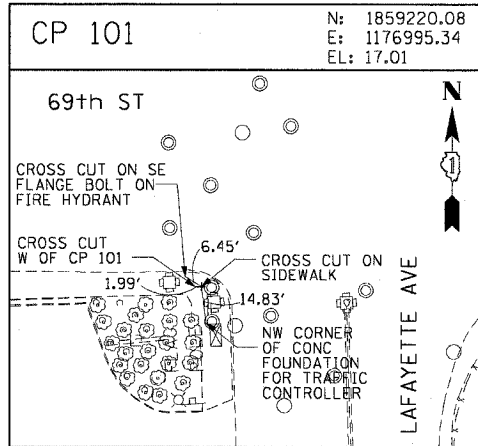 CP 101
N: 1859220.08
E: 1176995.34
EL: 17.01
69th ST
N
1
CROSS CUT ON SE
FLANGE BOLT ON
FIRE HYDRANT
CROSS CUT
W OF CP 101
6.45'
CROSS CUT ON
SIDEWALK
1.99'
14.83'
NW CORNER
OF CONC
FOUNDATION
FOR TRAFFIC
CONTROLLER
LAFAYETTE AVE